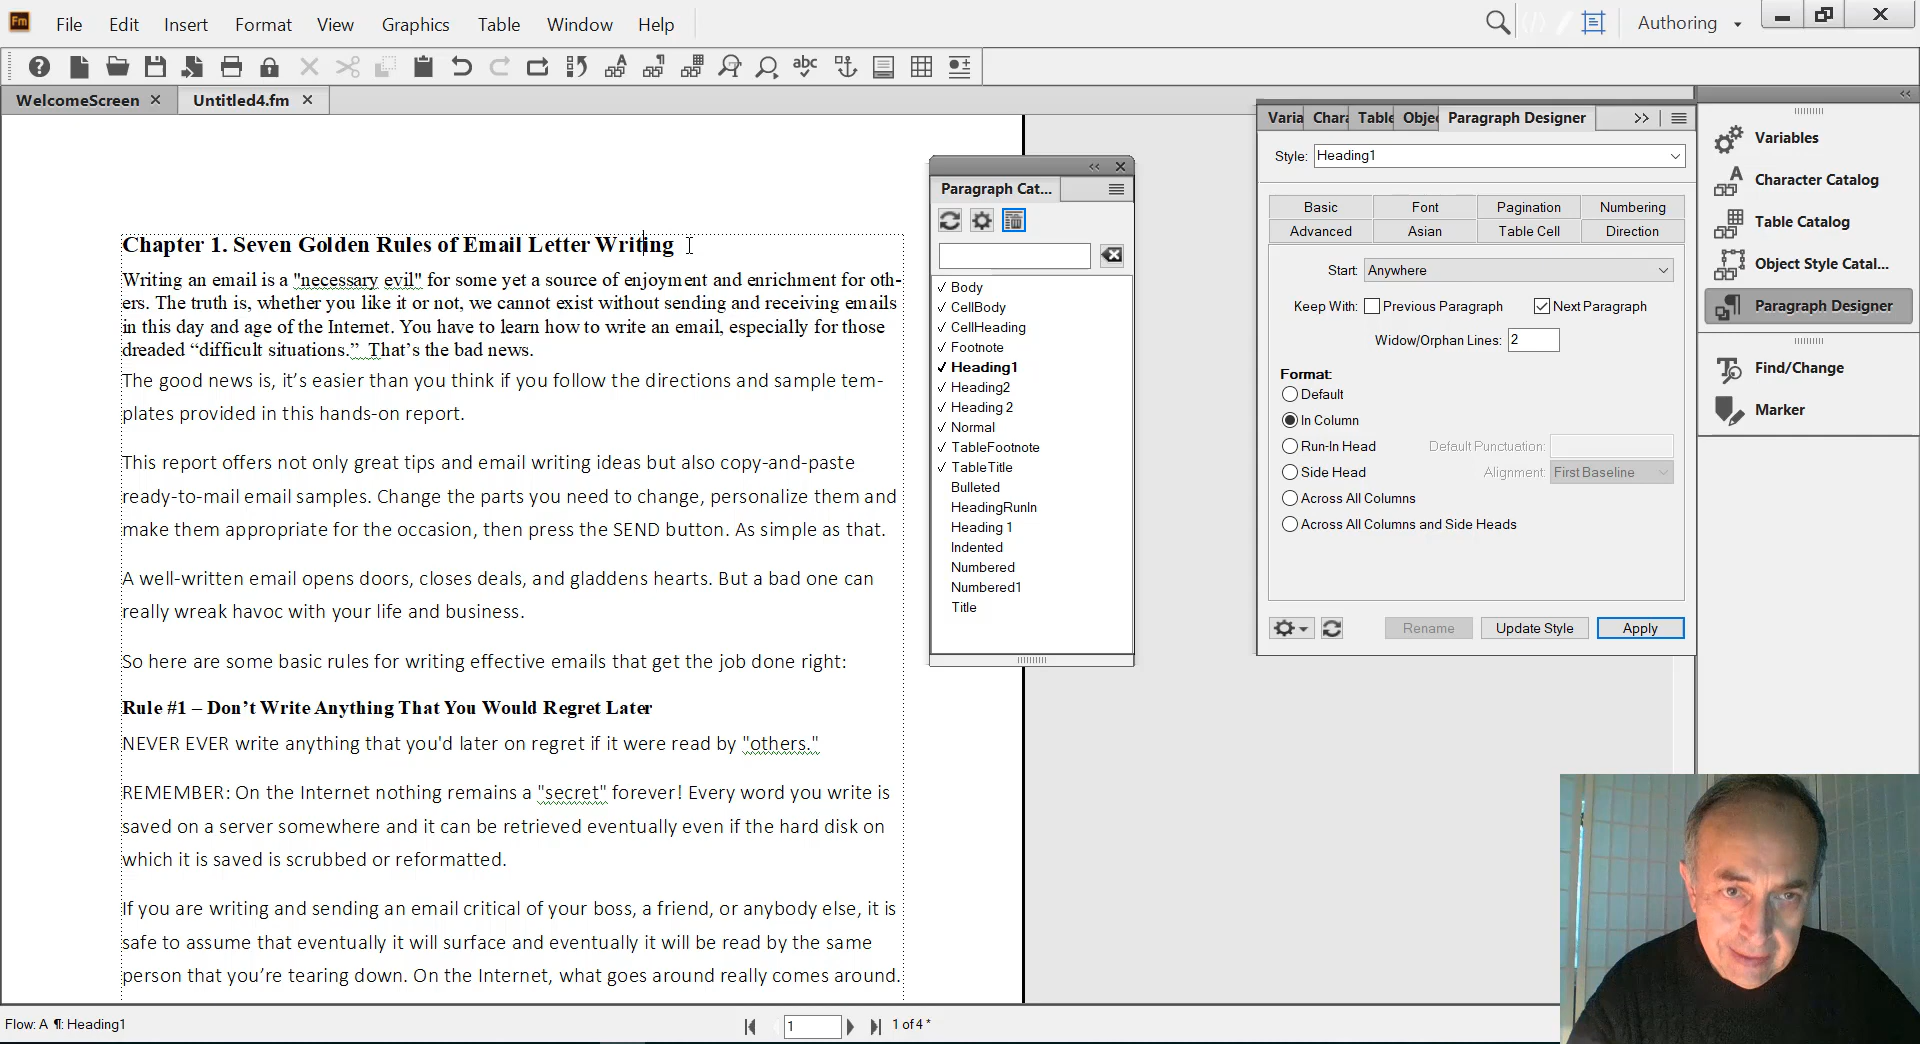 Fm File Edit Insert Format View Graphics Table Window Help
Authoring
WelcomeScreen
Untitled4.fm
Chapter 1. Seven Golden Rules of Email Letter Writing
Writing an email is a "necessary evil" for some yet a source of enjoyment and enrichment for oth-
ers. The truth is, whether you like it or not, we cannot exist without sending and receiving emails
in this day and age of the Internet. You have to learn how to write an email, especially for those
dreaded “difficult situations.” That’s the bad news.
The good news is, it’s easier than you think if you follow the directions and sample tem-
plates provided in this hands-on report.
This report offers not only great tips and email writing ideas but also copy-and-paste
ready-to-mail email samples. Change the parts you need to change, personalize them and
make them appropriate for the occasion, then press the SEND button. As simple as that.
A well-written email opens doors, closes deals, and gladdens hearts. But a bad one can
really wreak havoc with your life and business.
So here are some basic rules for writing effective emails that get the job done right:
Rule #1 – Don’t Write Anything That You Would Regret Later
NEVER EVER write anything that you'd later on regret if it were read by "others."
REMEMBER: On the Internet nothing remains a "secret" forever! Every word you write is
saved on a server somewhere and it can be retrieved eventually even if the hard disk on
which it is saved is scrubbed or reformatted.
If you are writing and sending an email critical of your boss, a friend, or anybody else, it is
safe to assume that eventually it will surface and eventually it will be read by the same
person that you’re tearing down. On the Internet, what goes around really comes around.
Paragraph Cat...
Body
CellBody
CellHeading
Footnote
Heading1
Heading2
Heading 2
Normal
TableFootnote
TableTitle
Bulleted
HeadingRunIn
Heading 1
Indented
Numbered
Numbered1
Title
Varia Chara Table Objec Paragraph Designer
Style: Heading1
Basic Font Pagination Numbering
Advanced Asian Table Cell Direction
Start: Anywhere
Keep With: Previous Paragraph Next Paragraph
Widow/Orphan Lines: 2
Format:
Default
In Column
Run-In Head Default Punctuation:
Side Head Alignment: First Baseline
Across All Columns
Across All Columns and Side Heads
Rename Update Style Apply
Variables
Character Catalog
Table Catalog
Object Style Catal...
Paragraph Designer
Find/Change
Marker
Flow: A ¶: Heading1
1
1 of 4 *